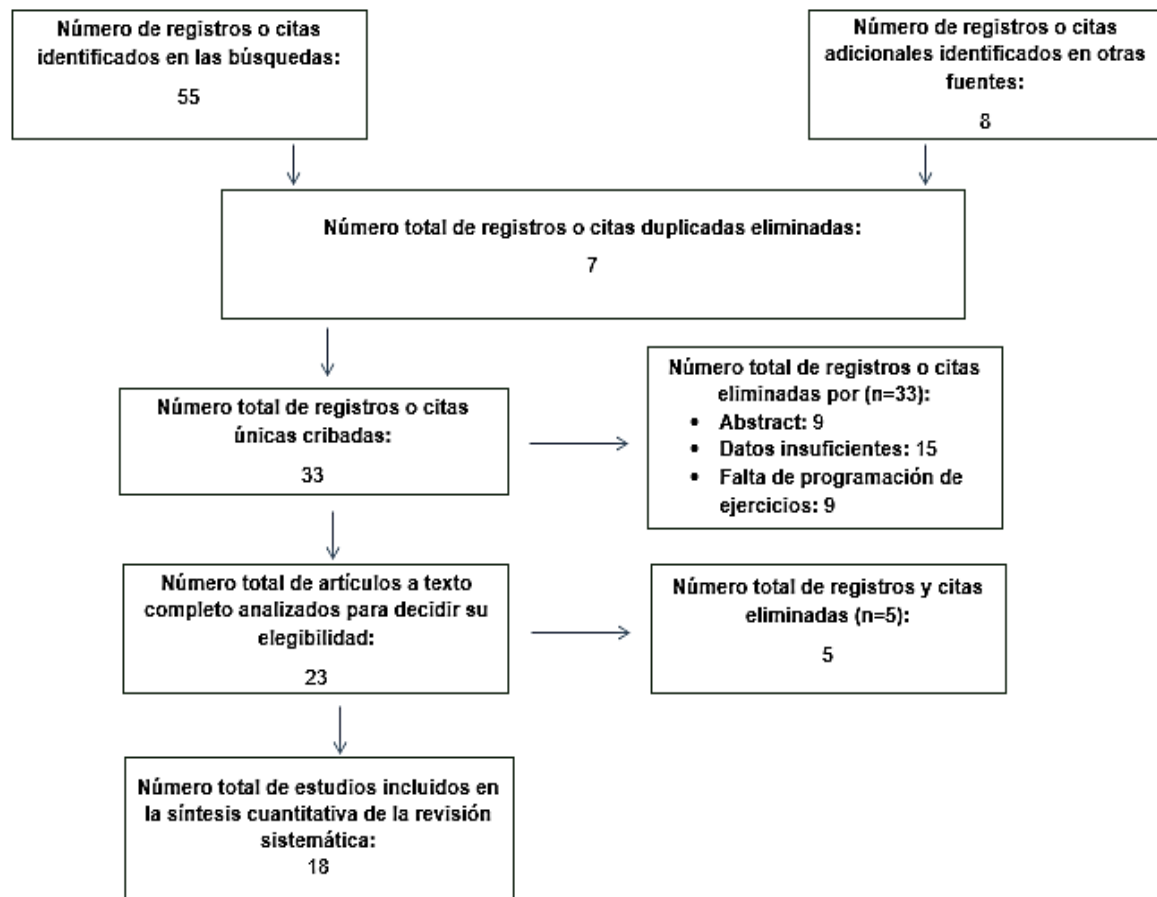 Número de registros o citas
identificados en las búsquedas:
55
Número de registros o citas
adicionales identificados en otras
fuentes:
8
Número total de registros o citas duplicadas eliminadas:
7
Número total de registros o citas
únicas cribadas:
33
Número total de registros o citas
eliminadas por (n=33):
• Abstract: 9
• Datos insuficientes: 15
• Falta de programación de
ejercicios: 9
Número total de artículos a texto
completo analizados para decidir su
elegibilidad:
23
Número total de registros y citas
eliminadas (n=5):
5
Número total de estudios incluidos en
la síntesis cuantitativa de la revisión
sistemática:
18